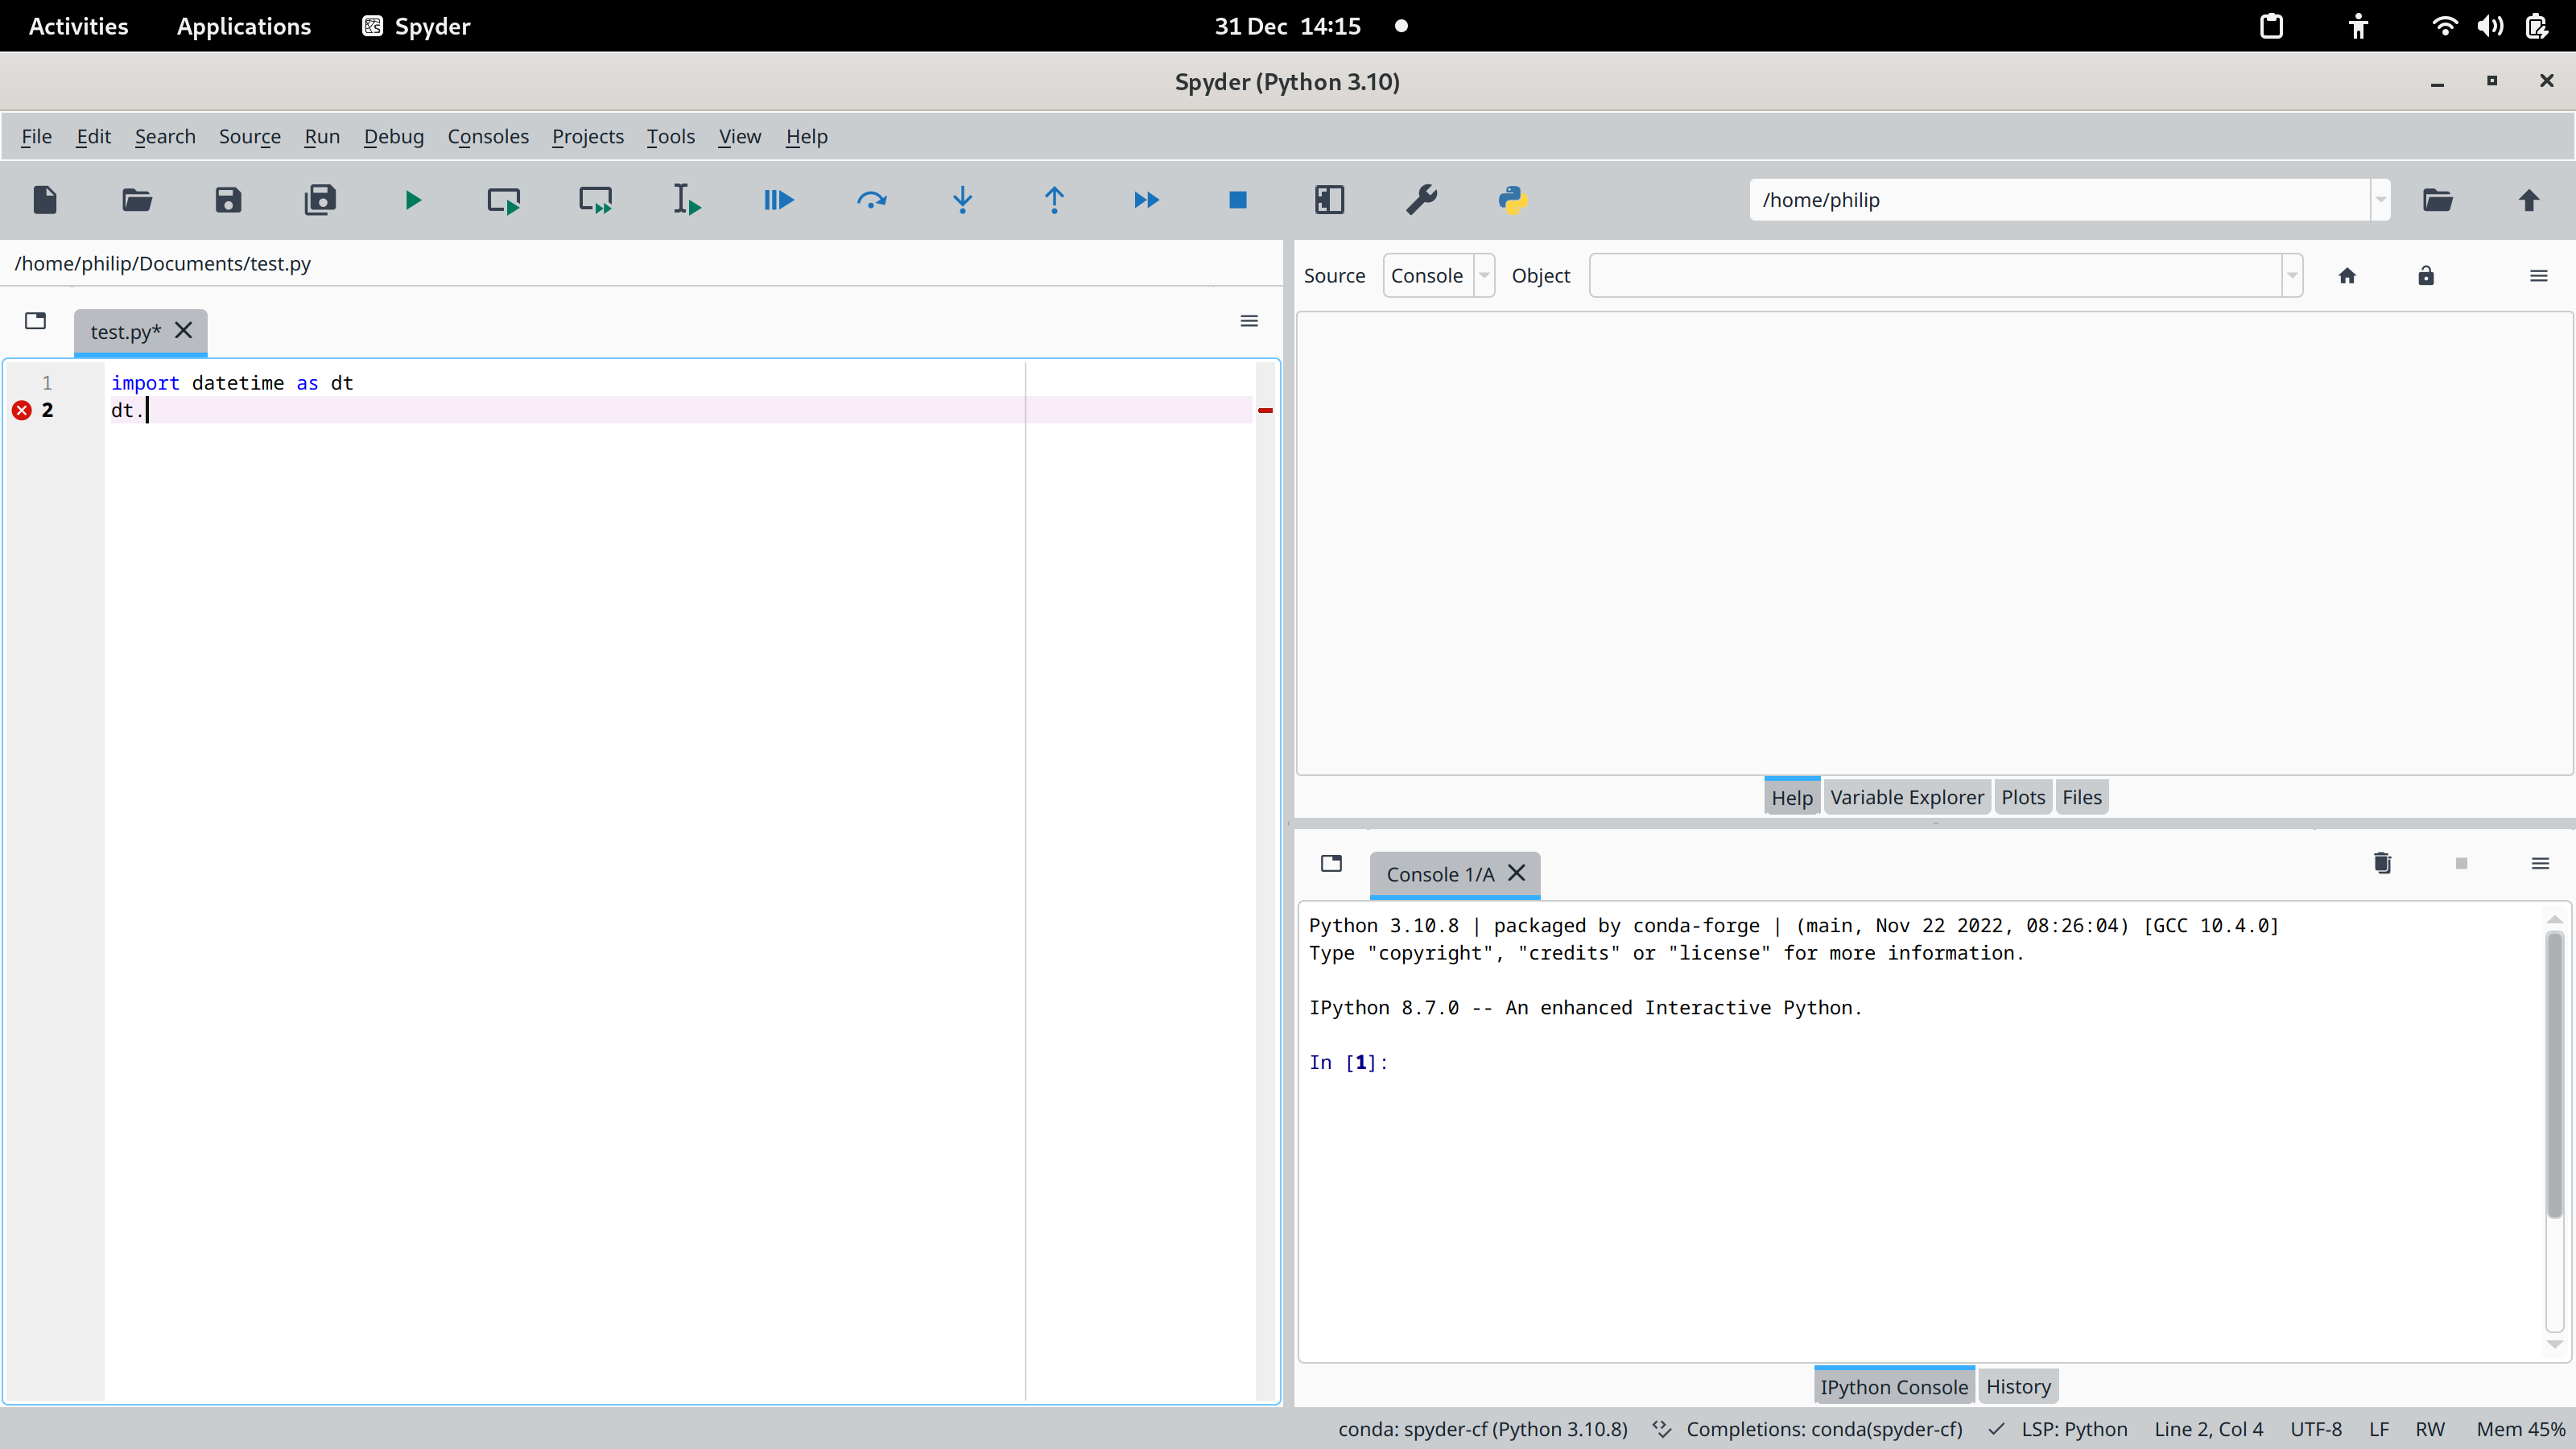 Activities Applications Spyder 31 Dec 14:15
Spyder (Python 3.10)
File Edit Search Source Run Debug Consoles Projects Tools View Help
/home/philip
/home/philip/Documents/test.py
Source Console Object
test.py*
1 import datetime as dt
2 dt.
Help Variable Explorer Plots Files
Console 1/A
Python 3.10.8 | packaged by conda-forge | (main, Nov 22 2022, 08:26:04) [GCC 10.4.0]
Type "copyright", "credits" or "license" for more information.
IPython 8.7.0 -- An enhanced Interactive Python.
In [1]:
IPython Console History
conda: spyder-cf (Python 3.10.8) Completions: conda(spyder-cf) LSP: Python Line 2, Col 4 UTF-8 LF RW Mem 45%